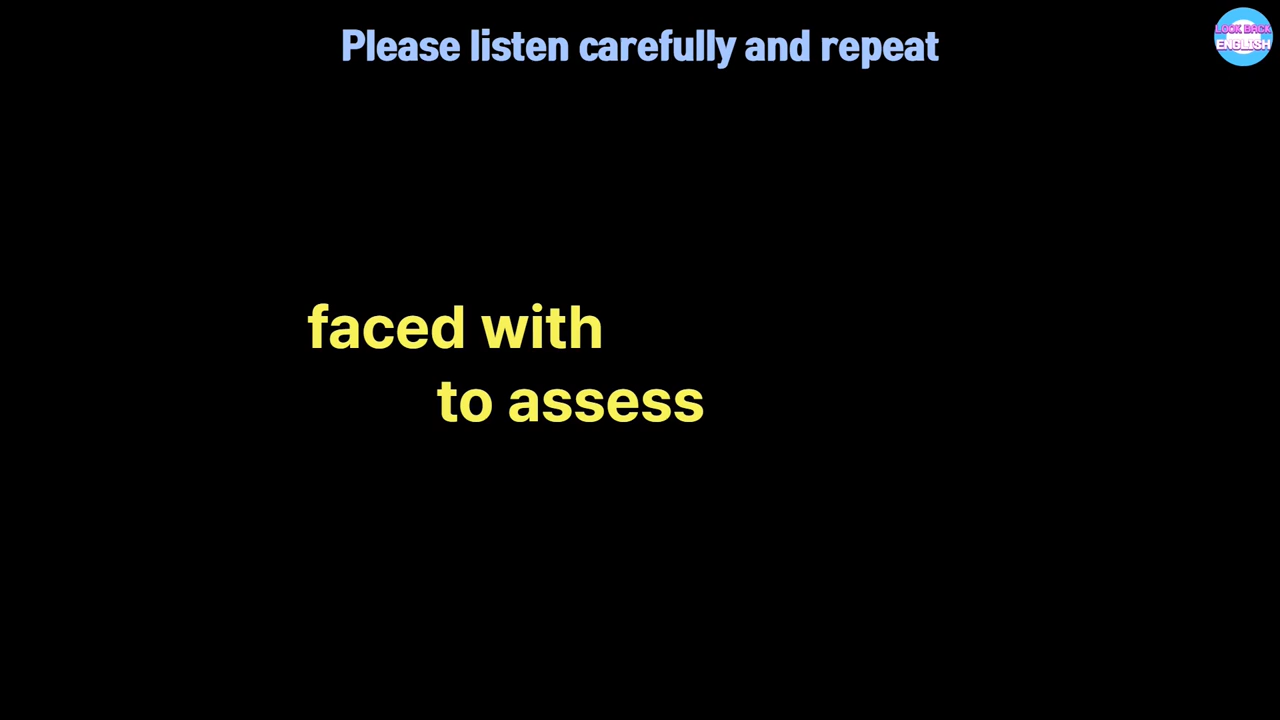 Please listen carefully and repeat
LOOK BACK
ENGLISH
faced with
to assess